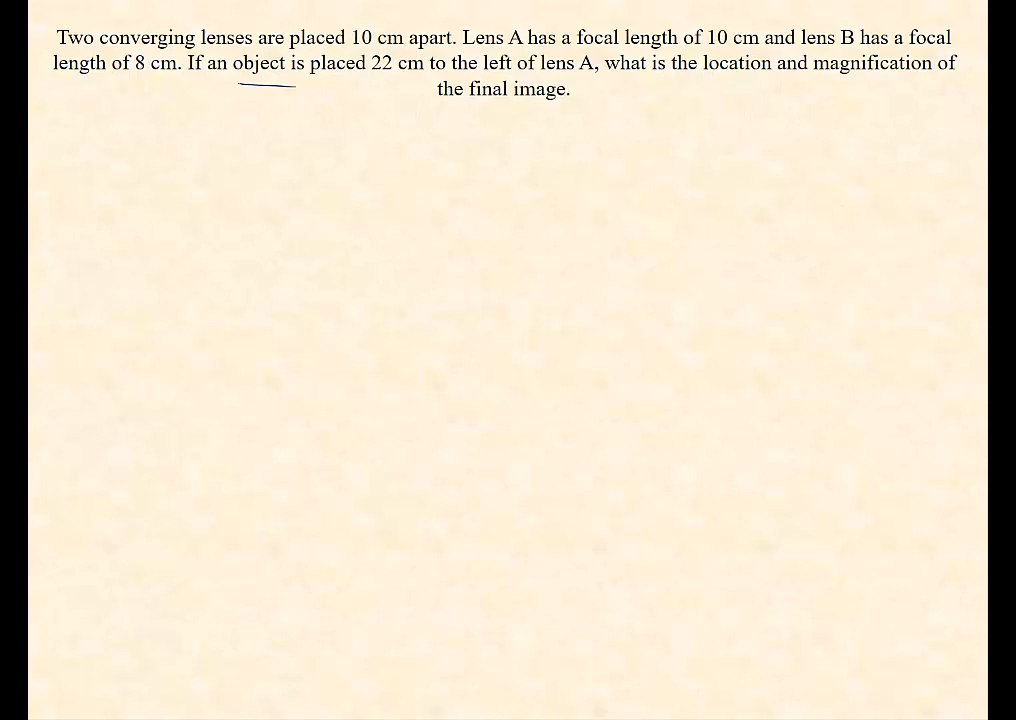 Two converging lenses are placed 10 cm apart. Lens A has a focal length of 10 cm and lens B has a focal
length of 8 cm. If an object is placed 22 cm to the left of lens A, what is the location and magnification of
the final image.